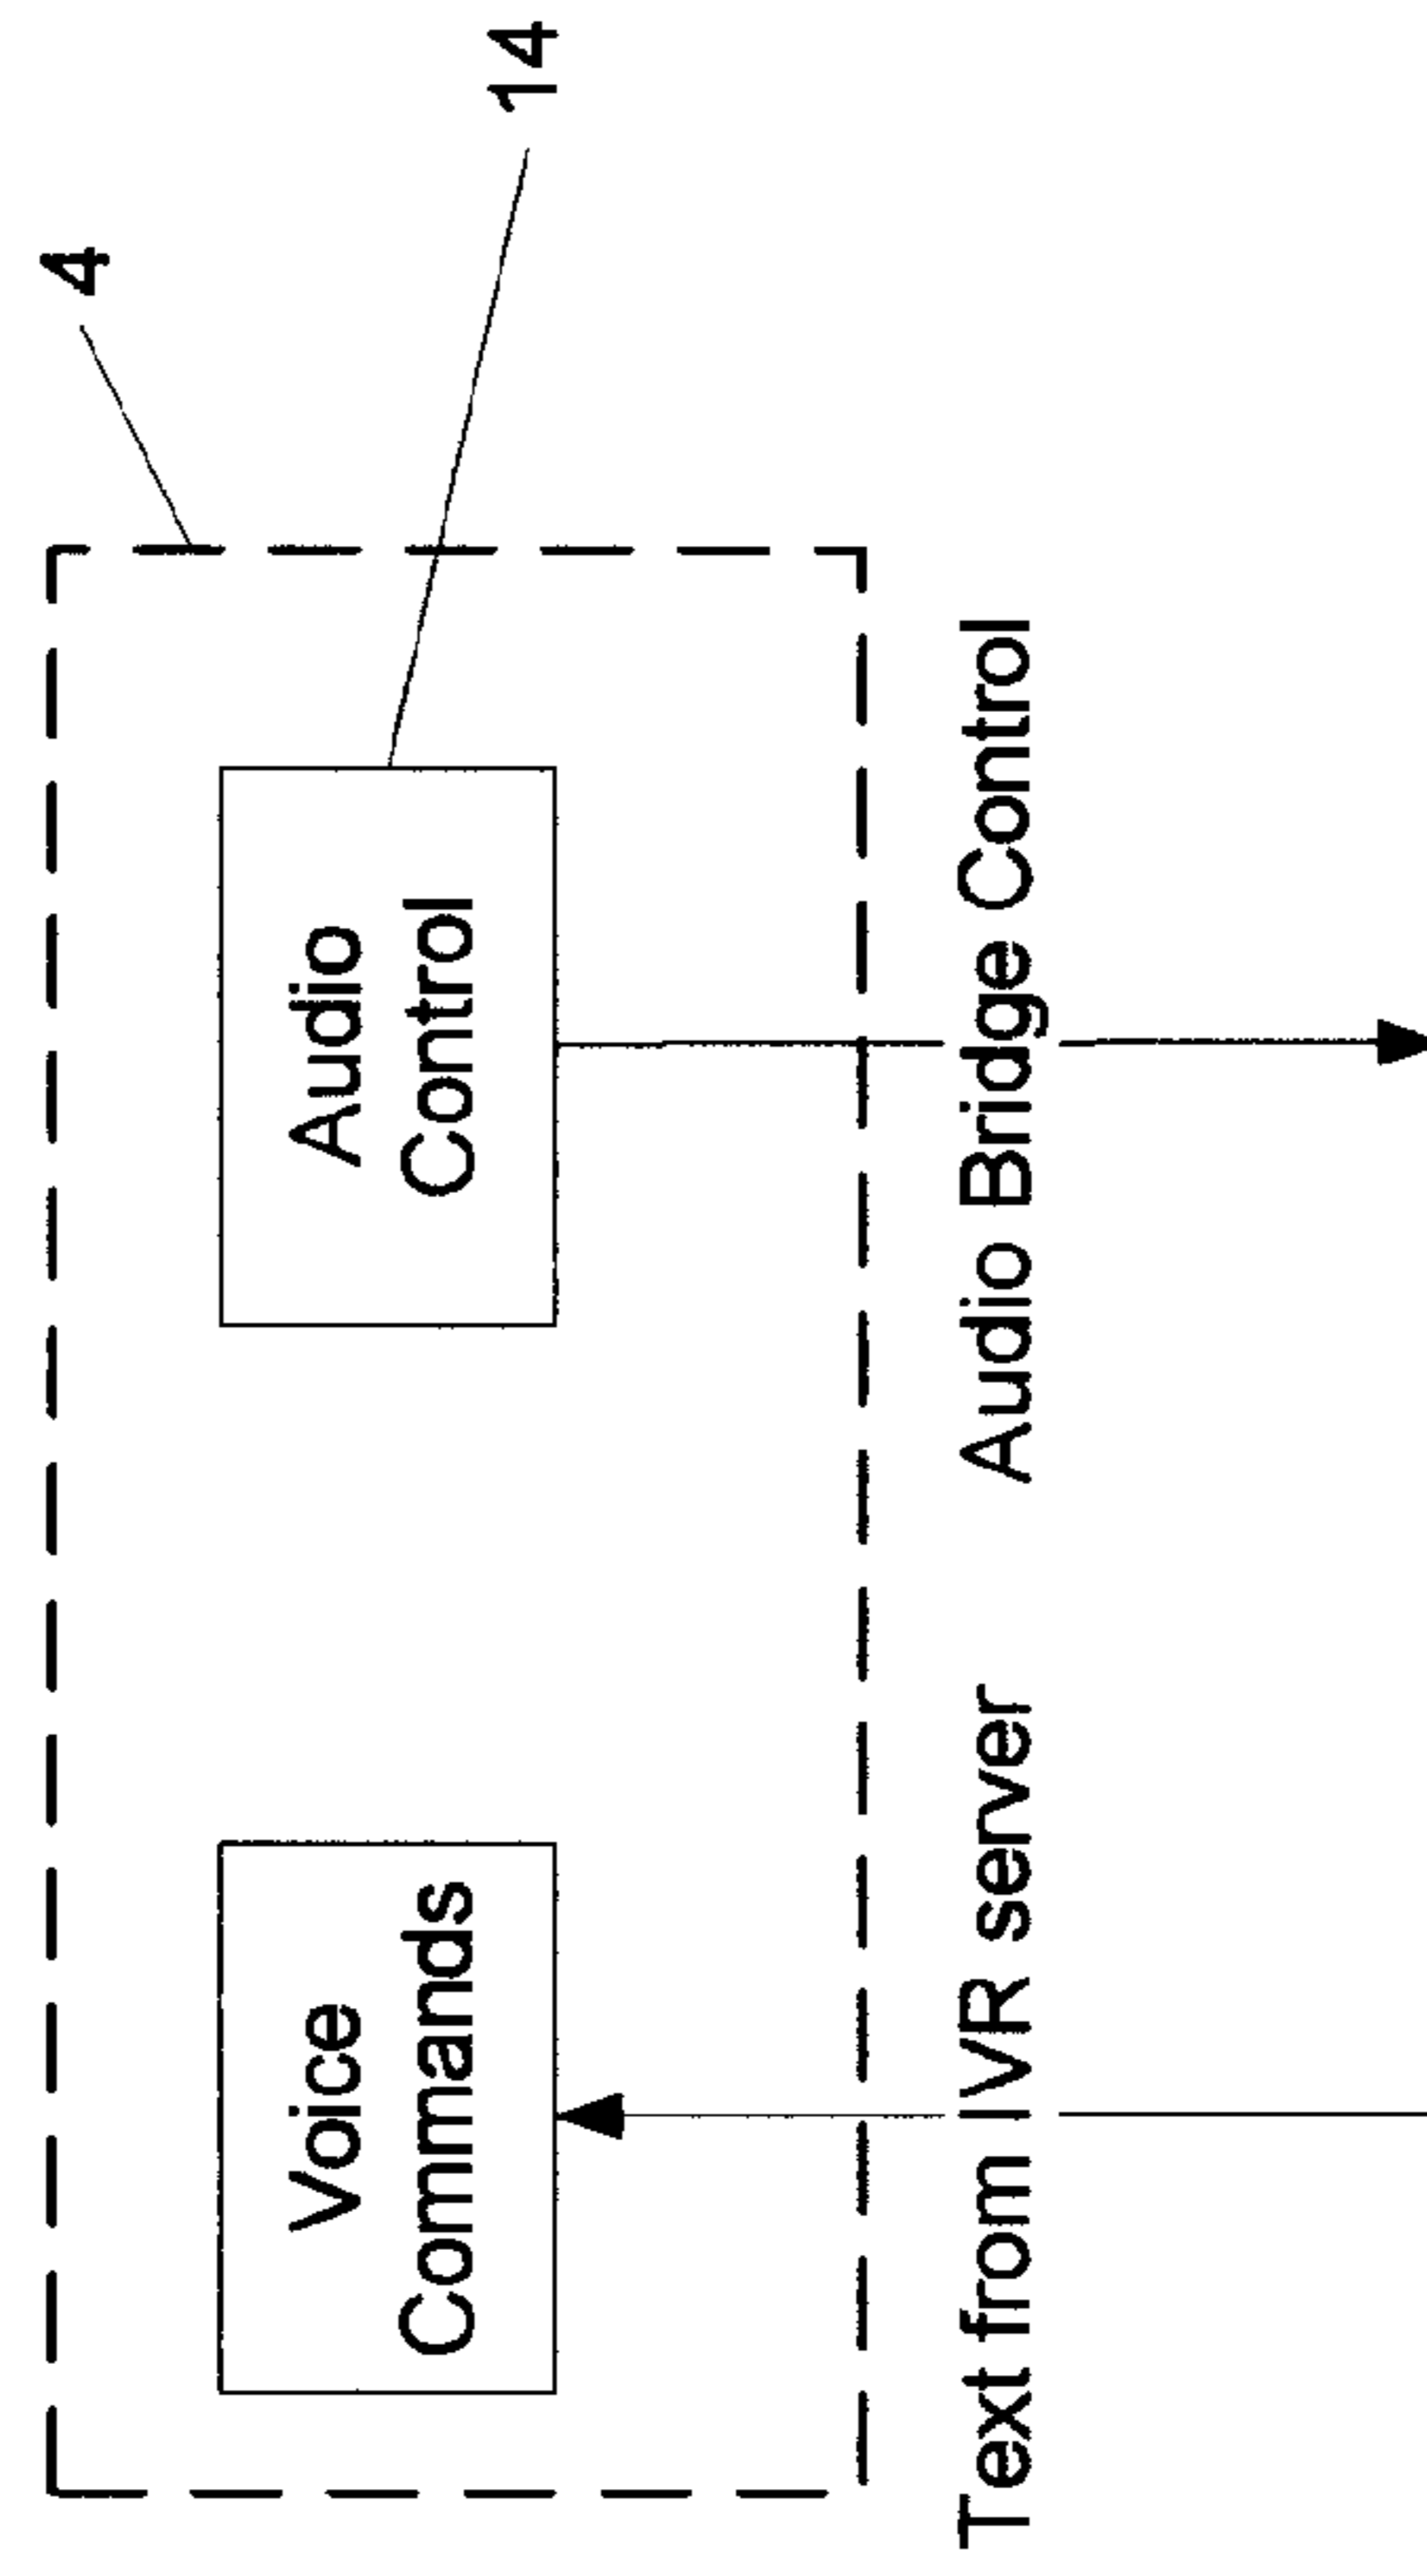 4
14
Voice
Commands
Audio
Control
Text from IVR server
Audio Bridge Control